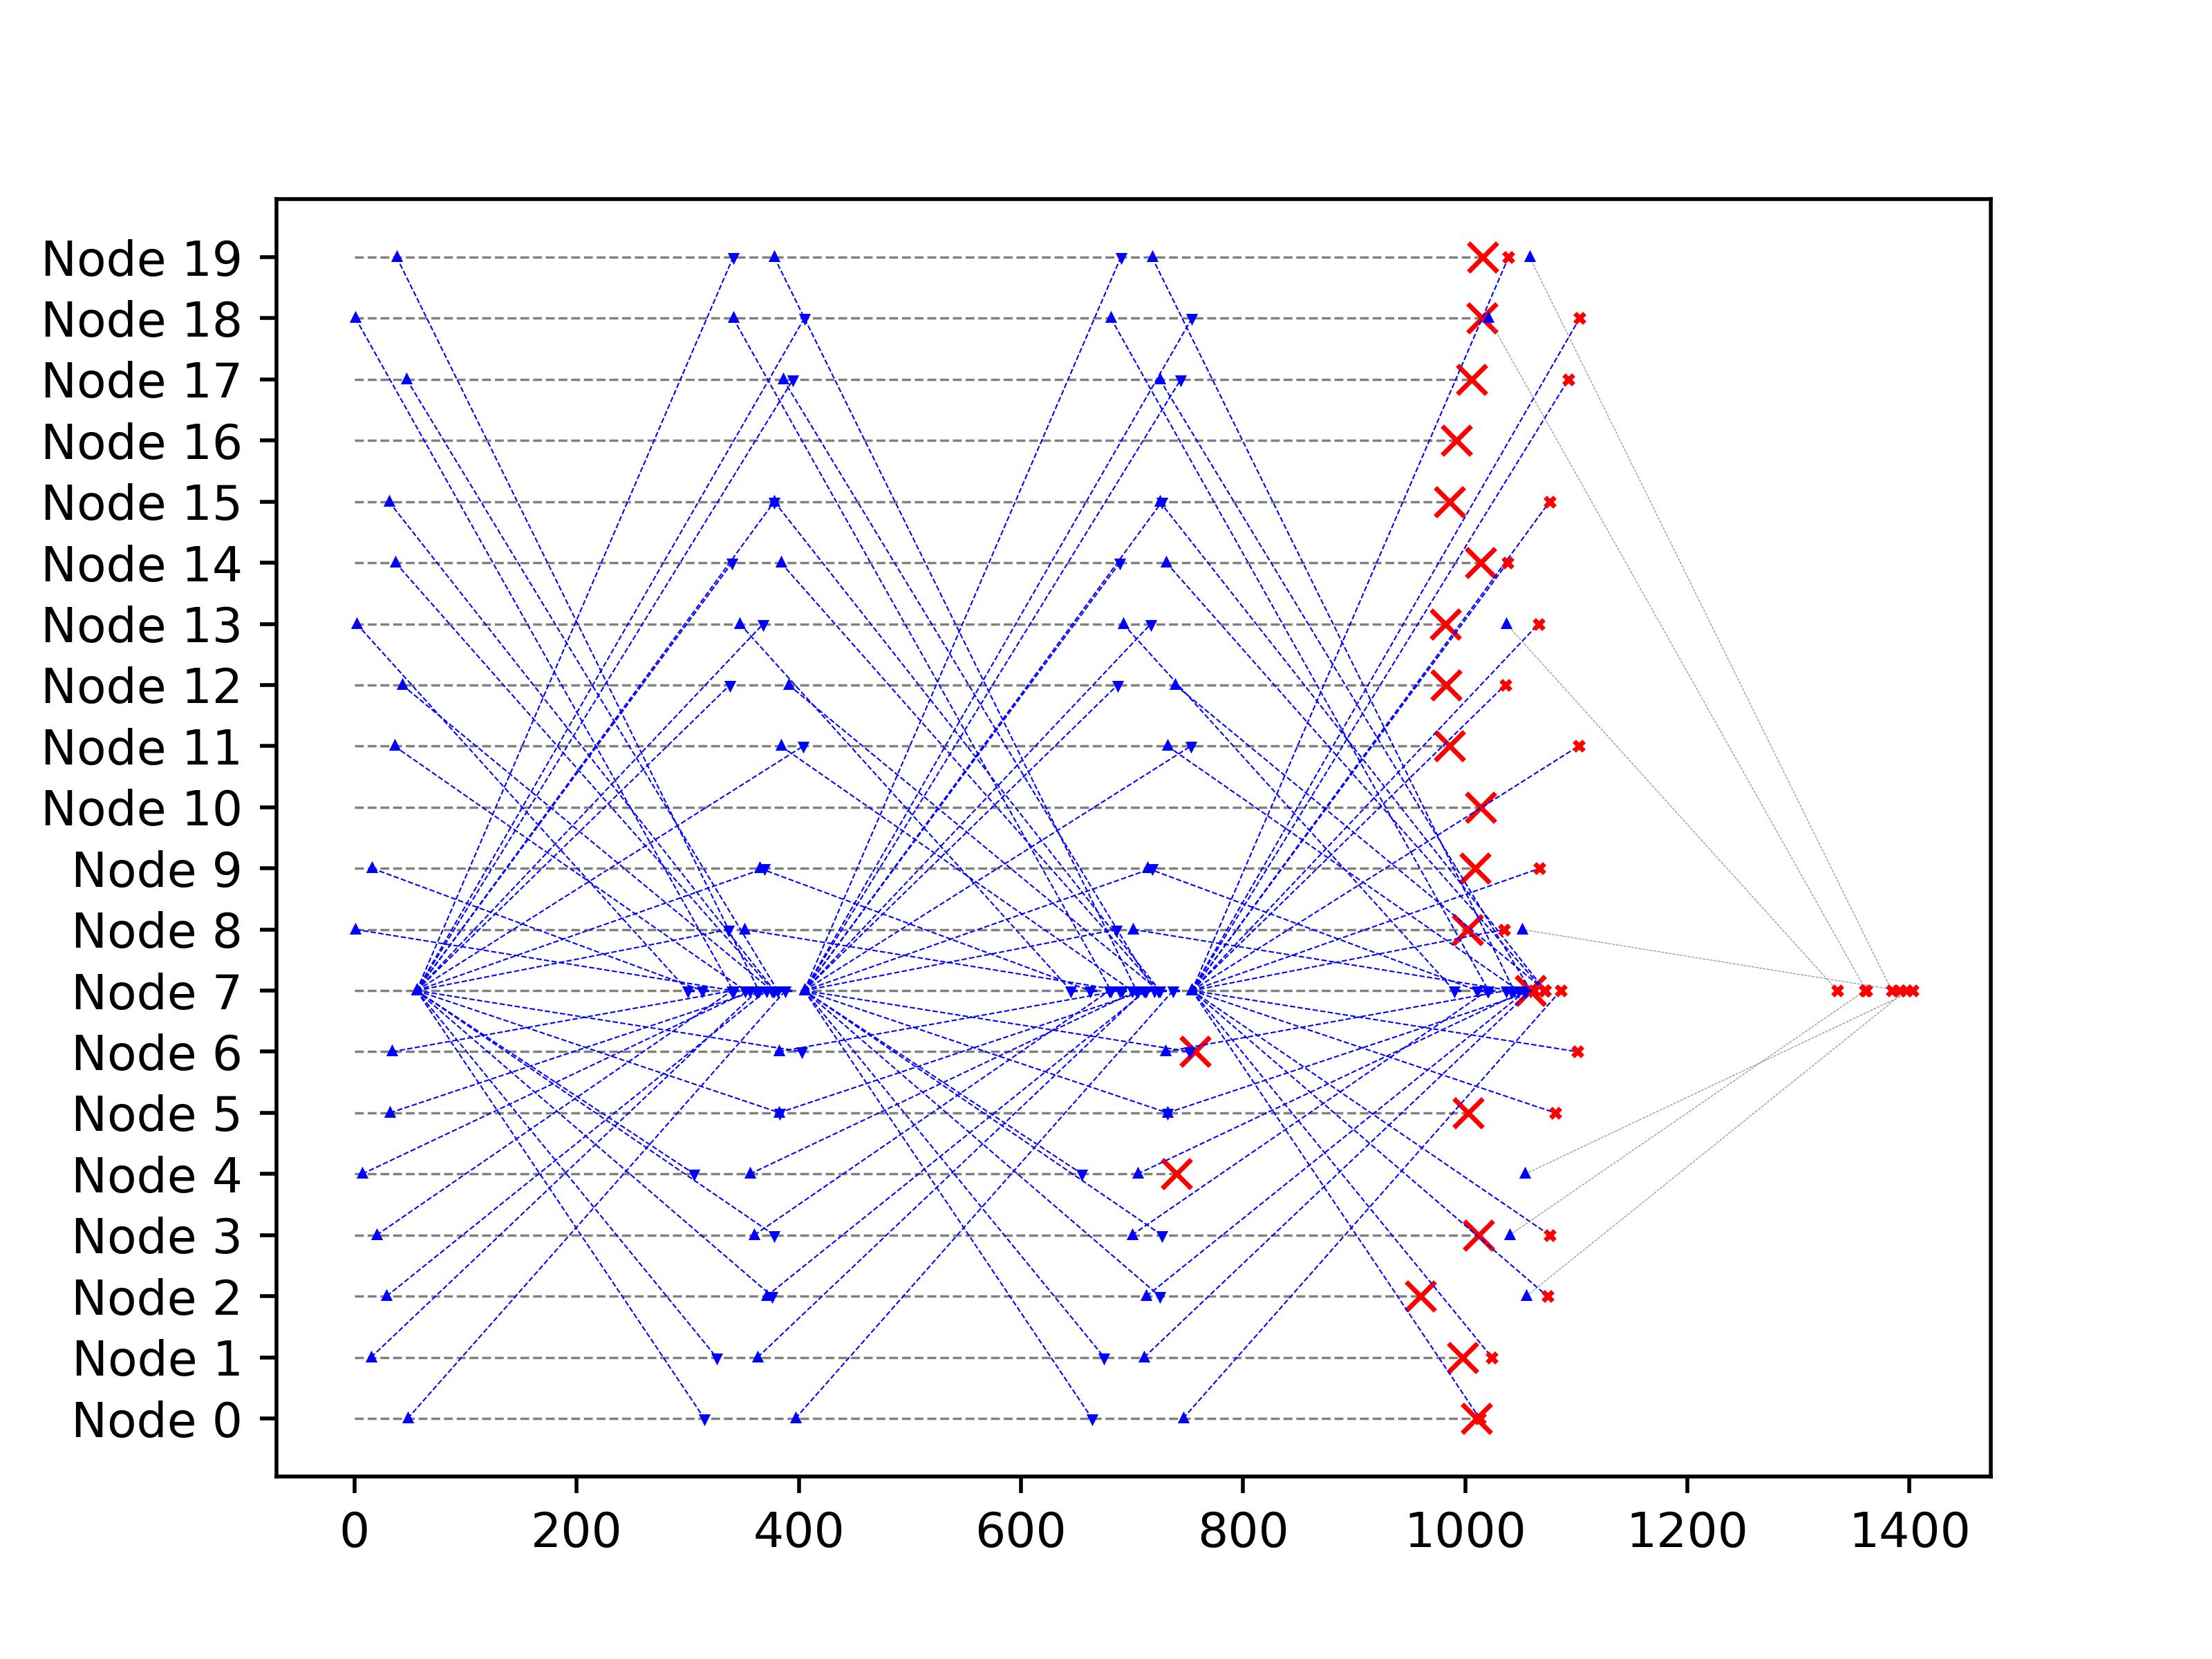 Node 19
Node 18
Node 17
Node 16
Node 15
Node 14
Node 13
Node 12
Node 11
Node 10
Node 9
Node 8
Node 7
Node 6
Node 5
Node 4
Node 3
Node 2
Node 1
Node 0
0 200 400 600 800 1000 1200 1400